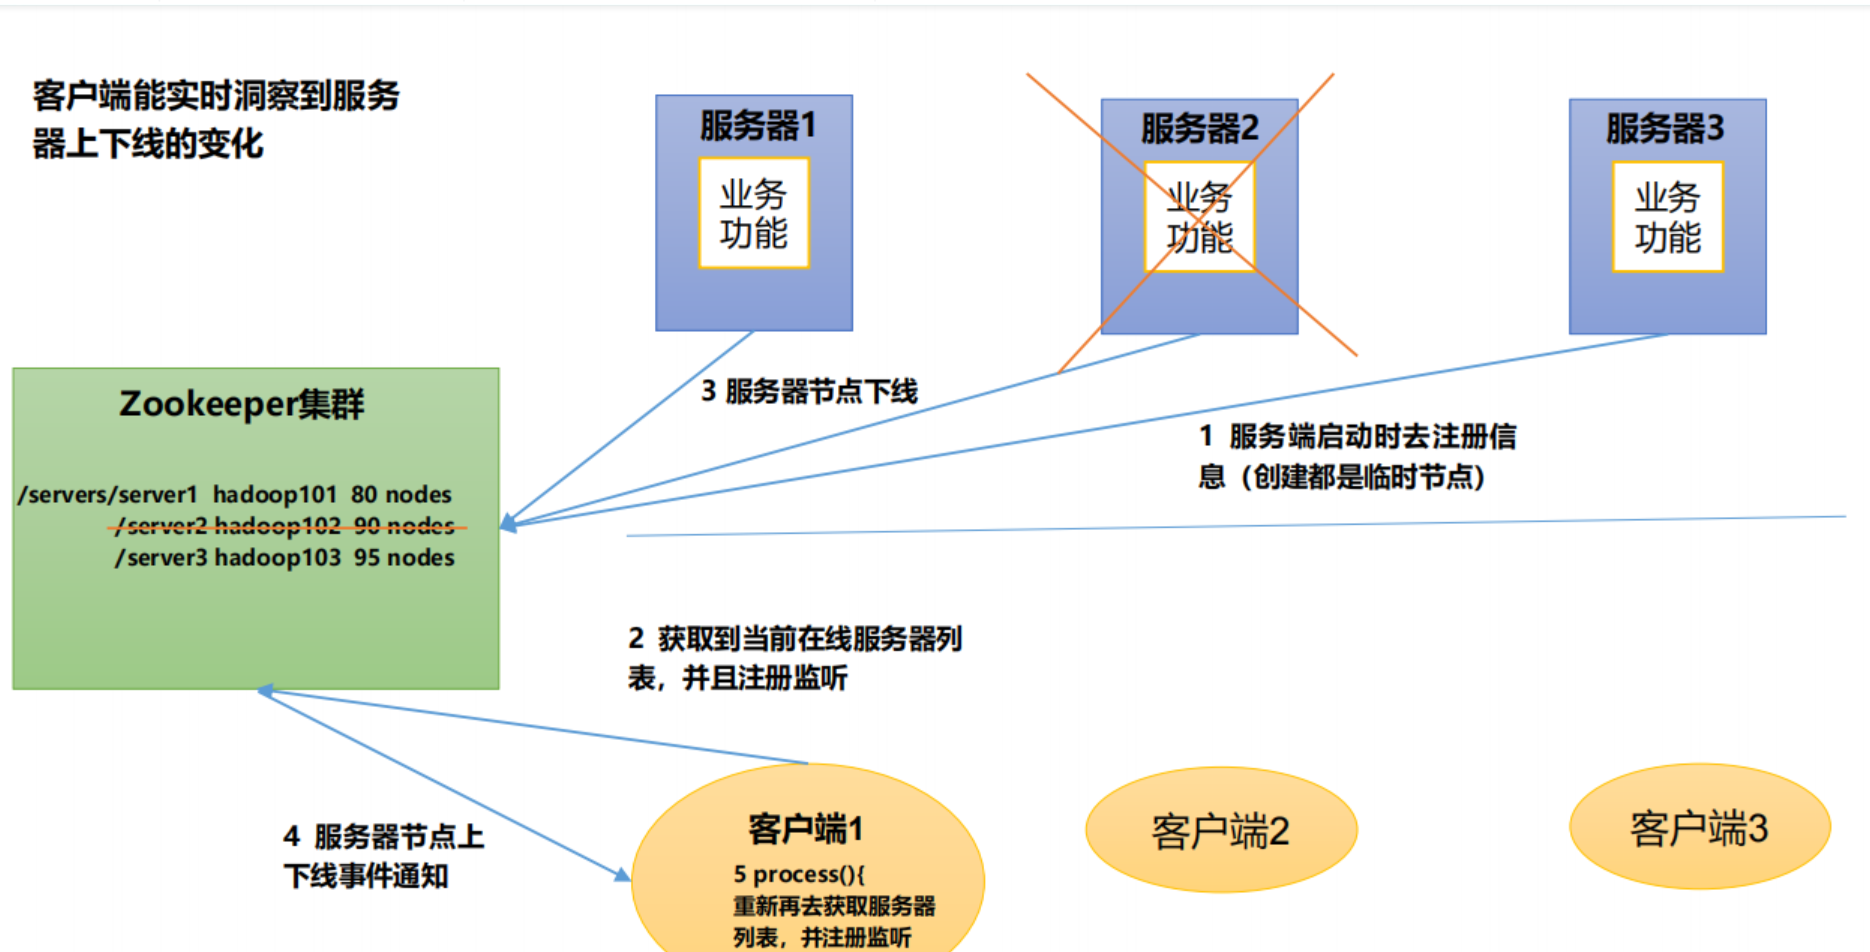 客户端能实时洞察到服务
器上下线的变化
服务器1
业务
功能
服务器2
业务
功能
服务器3
业务
功能
Zookeeper集群
/servers/server1 hadoop101 80 nodes
/server2 hadoop102 90 nodes
/server3 hadoop103 95 nodes
3 服务器节点下线
1 服务端启动时去注册信
息（创建都是临时节点）
2 获取到当前在线服务器列
表，并且注册监听
4 服务器节点上
下线事件通知
客户端1
5 process(){
重新再去获取服务器
列表，并注册监听
客户端2
客户端3